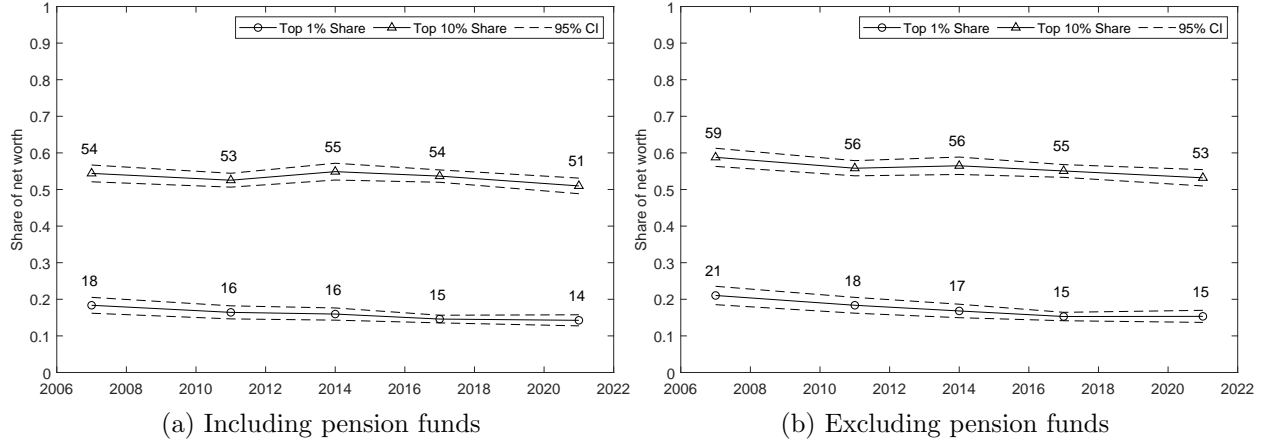 Top 1% Share Top 10% Share 95% CI
Share of net worth
1
0.9
0.8
0.7
0.6
0.5
0.4
0.3
0.2
0.1
0
54 53 55 54 51
18 16 16 15 14
2006 2008 2010 2012 2014 2016 2018 2020 2022
(a) Including pension funds
Top 1% Share Top 10% Share 95% CI
Share of net worth
1
0.9
0.8
0.7
0.6
0.5
0.4
0.3
0.2
0.1
0
59 56 56 55 53
21 18 17 15 15
2006 2008 2010 2012 2014 2016 2018 2020 2022
(b) Excluding pension funds